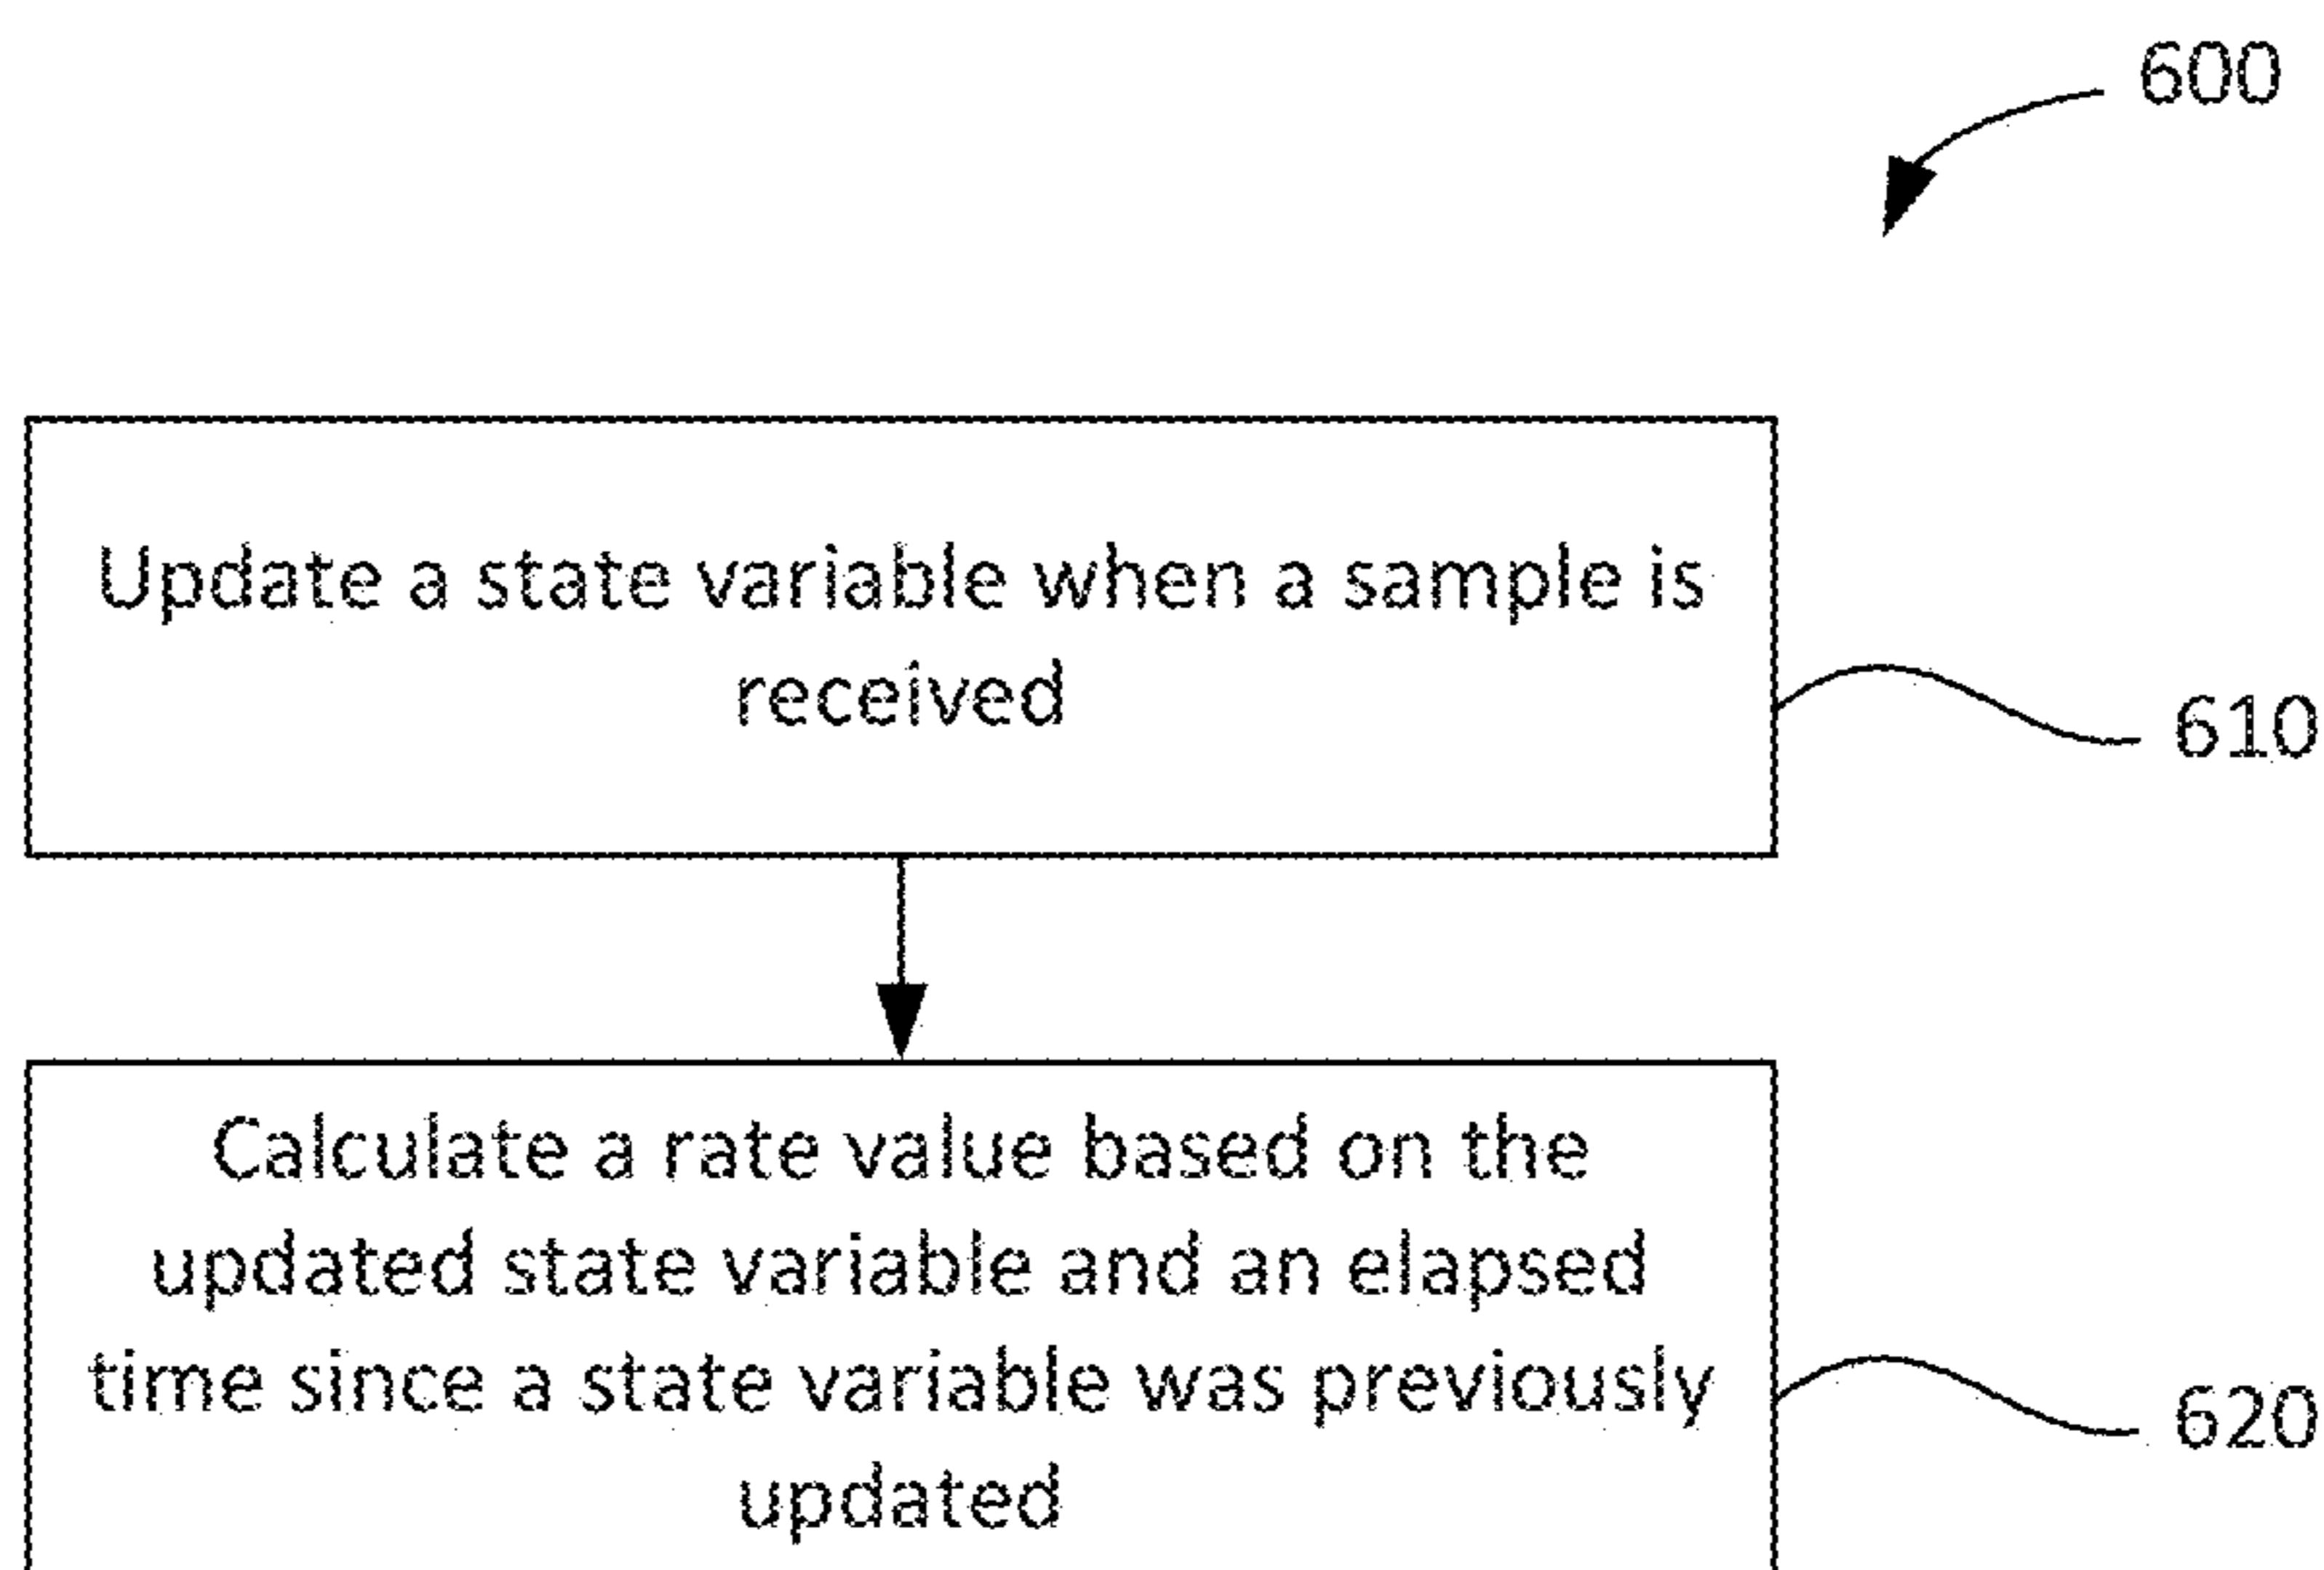 600
Update a state variable when a sample is
received
610
Calculate a rate value based on the
updated state variable and an elapsed
time since a state variable was previously
updated
620